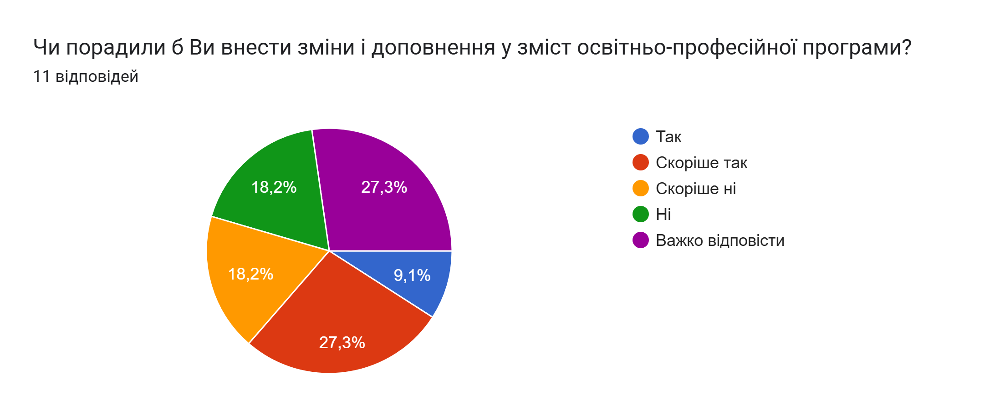 Чи порадили б Ви внести зміни і доповнення у зміст освітньо-професійної програми?
11 відповідей
Так
Скоріше так
Скоріше ні
Ні
Важко відповісти
18,2%
27,3%
18,2%
9,1%
27,3%